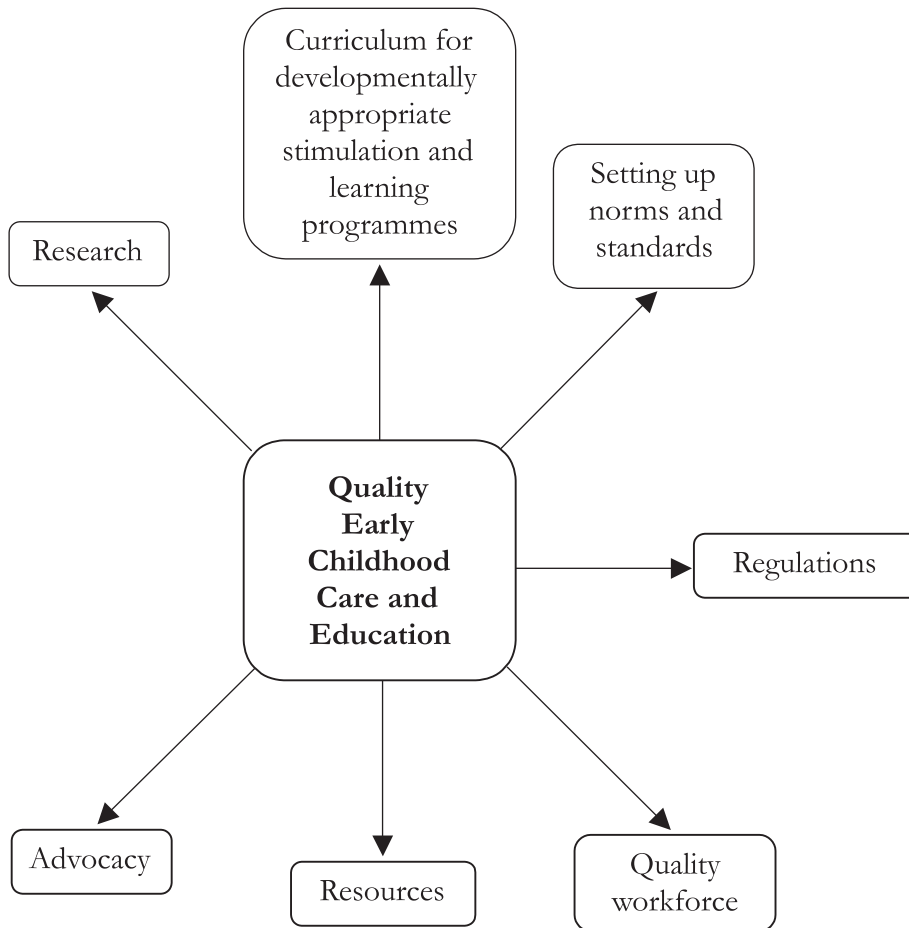 Curriculum for
developmentally
appropriate
stimulation and
learning
programmes
Setting up
norms and
standards
Research
Quality
Early
Childhood
Care and
Education
Regulations
Advocacy
Resources
Quality
workforce